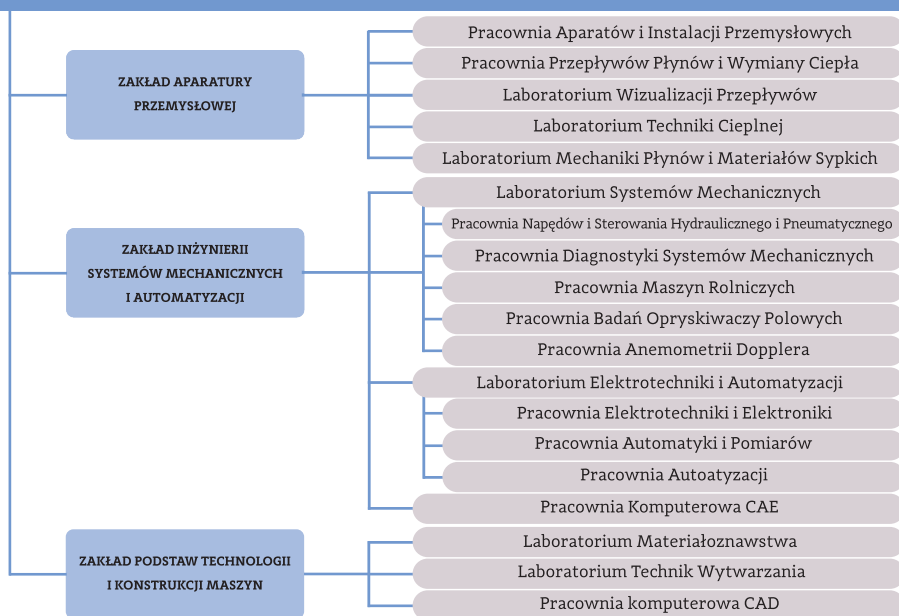 ZAKŁAD APARATURY
PRZEMYSŁOWEJ
Pracownia Aparatów i Instalacji Przemysłowych
Pracownia Przepływów Płynów i Wymiany Ciepła
Laboratorium Wizualizacji Przepływów
Laboratorium Techniki Cieplnej
Laboratorium Mechaniki Płynów i Materiałów Sypkich
ZAKŁAD INŻYNIERII
SYSTEMÓW MECHANICZNYCH
I AUTOMATYZACJI
Laboratorium Systemów Mechanicznych
Pracownia Napędów i Sterowania Hydraulicznego i Pneumatycznego
Pracownia Diagnostyki Systemów Mechanicznych
Pracownia Maszyn Rolniczych
Pracownia Badań Opryskiwaczy Polowych
Pracownia Anemometrii Dopplera
Laboratorium Elektrotechniki i Automatyzacji
Pracownia Elektrotechniki i Elektroniki
Pracownia Automatyki i Pomiarów
Pracownia Autoatyzacji
Pracownia Komputerowa CAE
ZAKŁAD PODSTAW TECHNOLOGII
I KONSTRUKCJI MASZYN
Laboratorium Materiałoznawstwa
Laboratorium Technik Wytwarzania
Pracownia komputerowa CAD